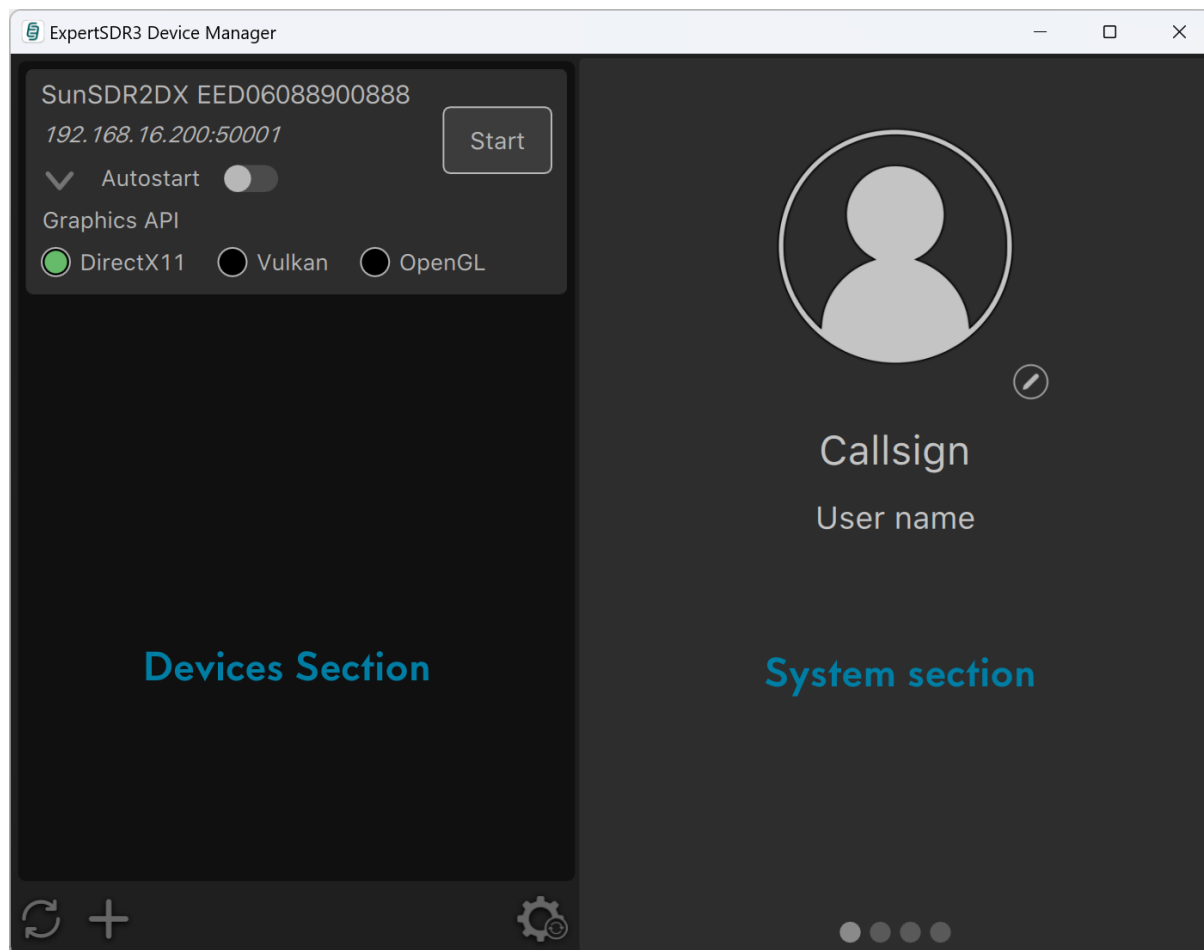 ExpertSDR3 Device Manager
SunSDR2DX EED06088900888
192.168.16.200:50001
Start
Autostart
Graphics API
DirectX11 Vulkan OpenGL
Callsign
User name
Devices Section
System section